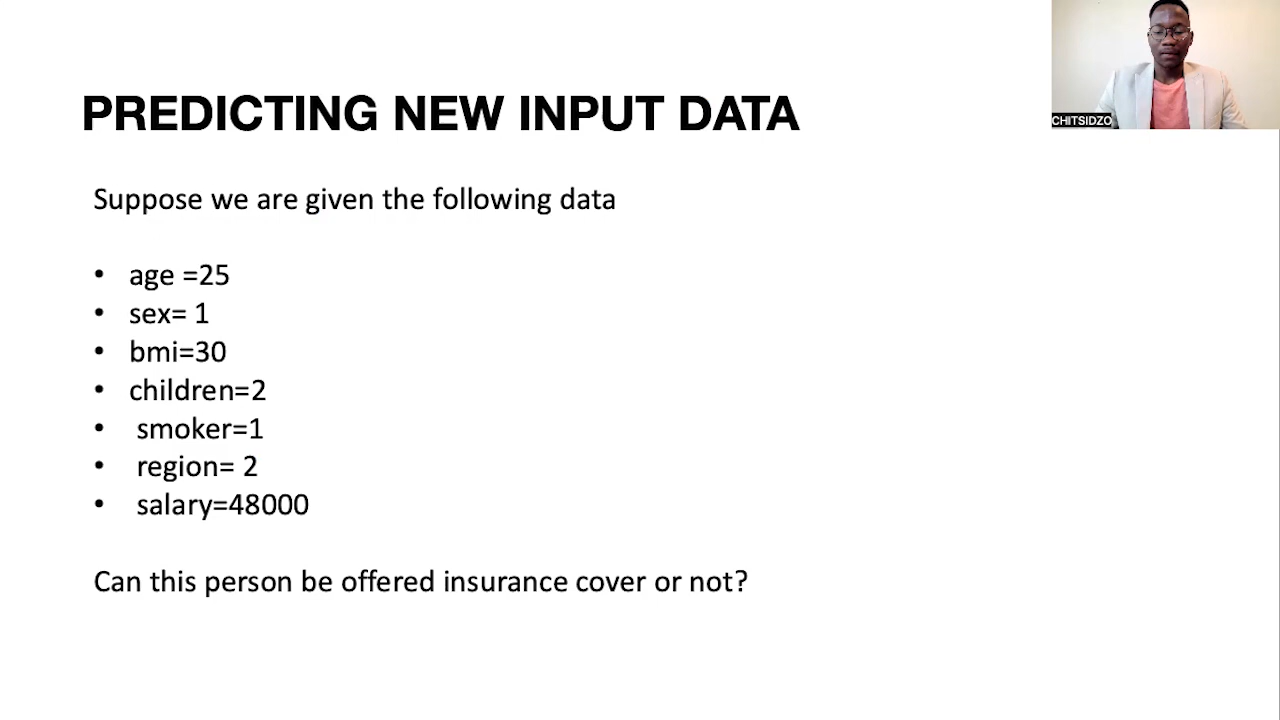 PREDICTING NEW INPUT DATA
CHITSIDZO
Suppose we are given the following data
• age =25
• sex= 1
• bmi=30
• children=2
• smoker=1
• region= 2
• salary=48000
Can this person be offered insurance cover or not?